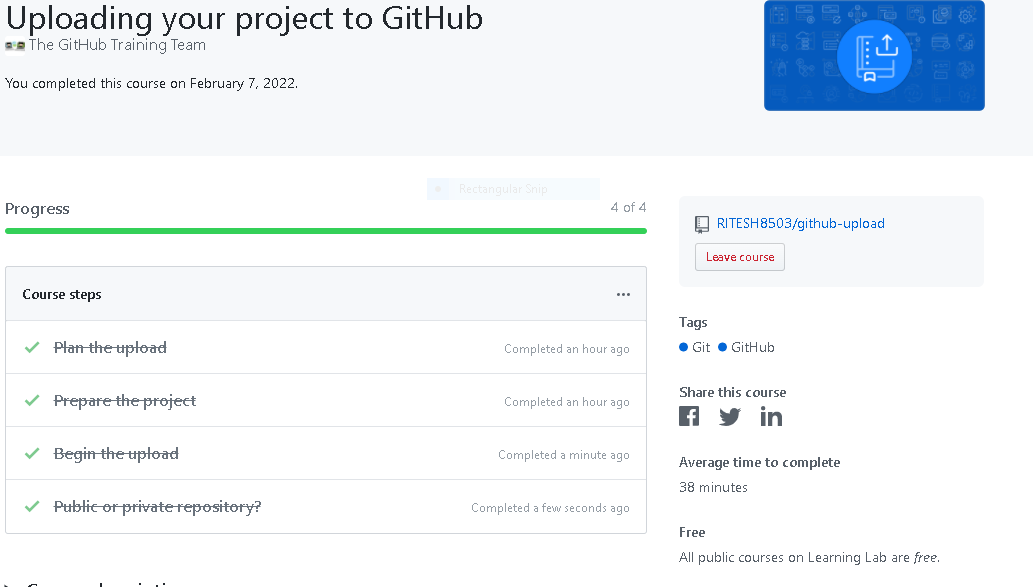 Uploading your project to GitHub
The GitHub Training Team
You completed this course on February 7, 2022.
Rectangular Snip
Progress
4 of 4
Course steps
Plan the upload
Completed an hour ago
Prepare the project
Completed an hour ago
Begin the upload
Completed a minute ago
Public or private repository?
Completed a few seconds ago
RITESH8503/github-upload
Leave course
Tags
Git GitHub
Share this course
Average time to complete
38 minutes
Free
All public courses on Learning Lab are free.